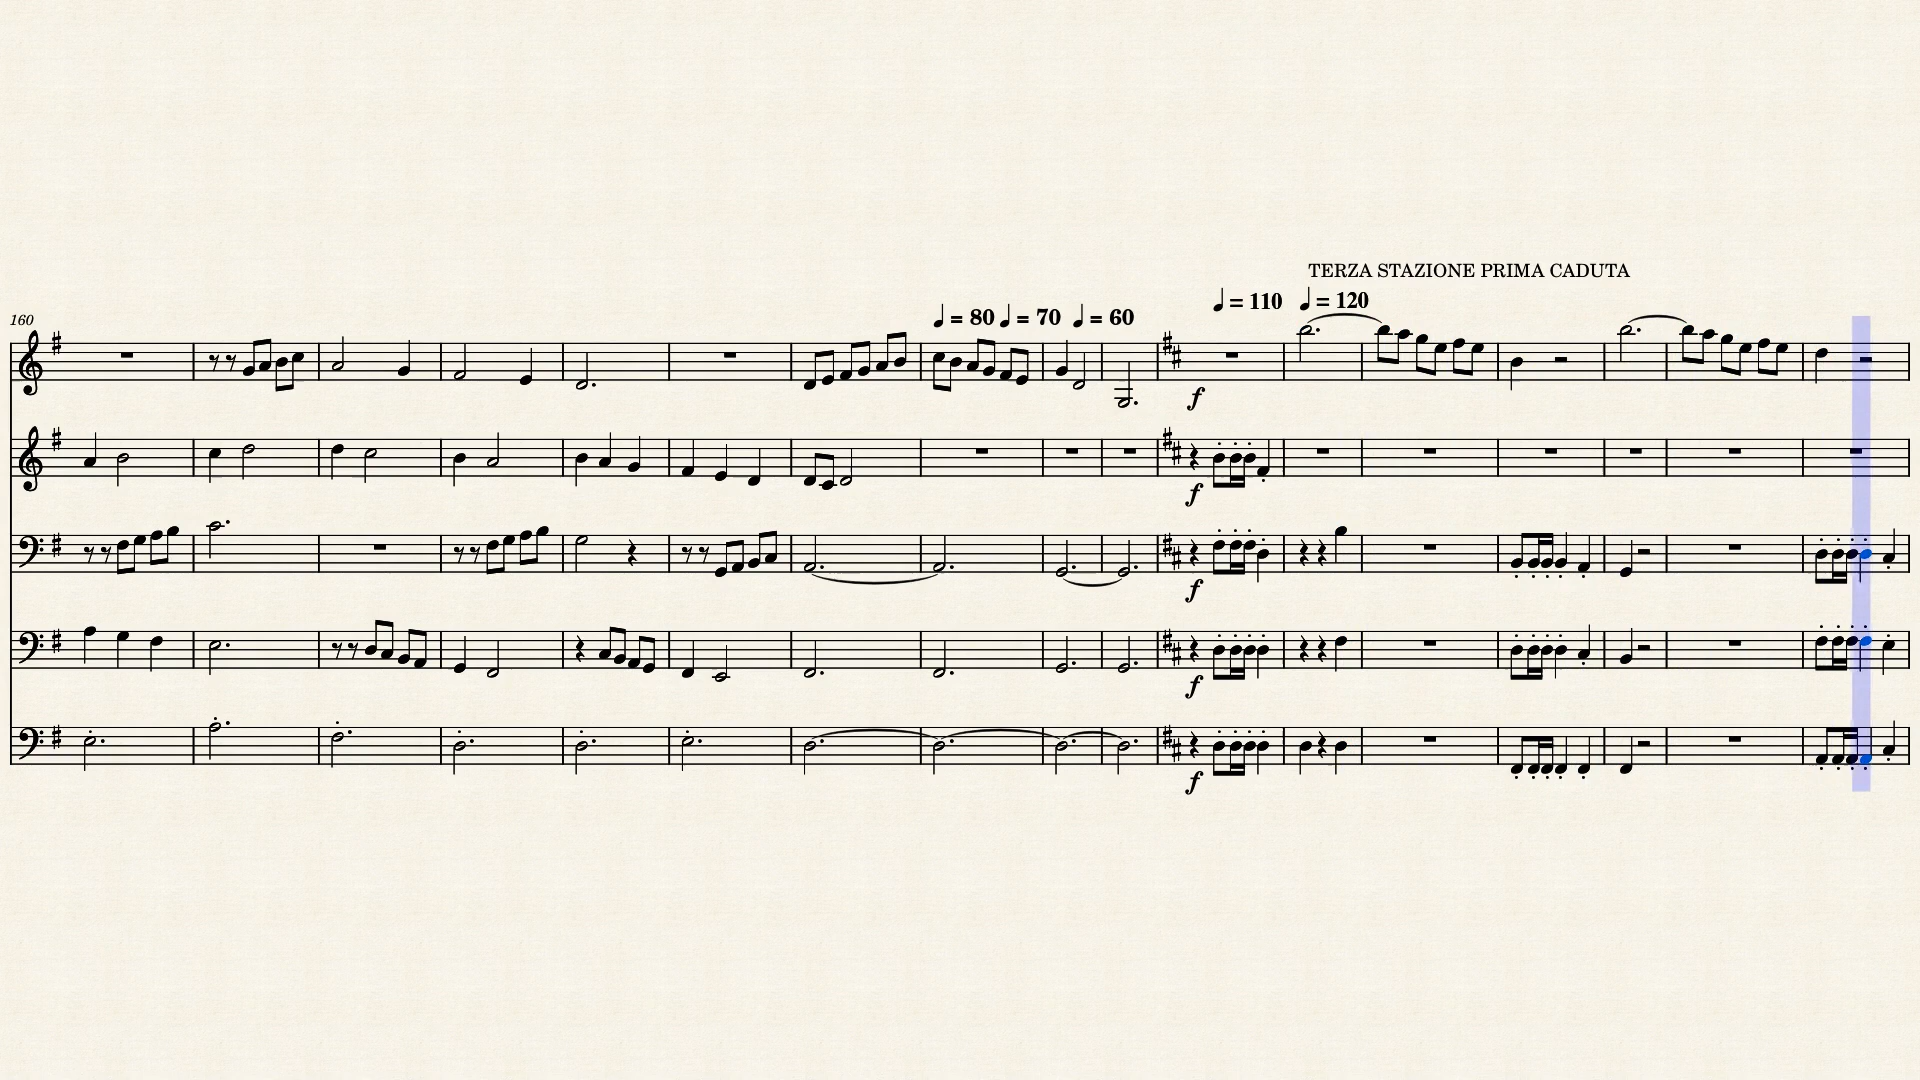 TERZA STAZIONE PRIMA CADUTA
♩ = 110 ♩ = 120
160
♩ = 80 ♩ = 70 ♩ = 60
f
f
f
f
f